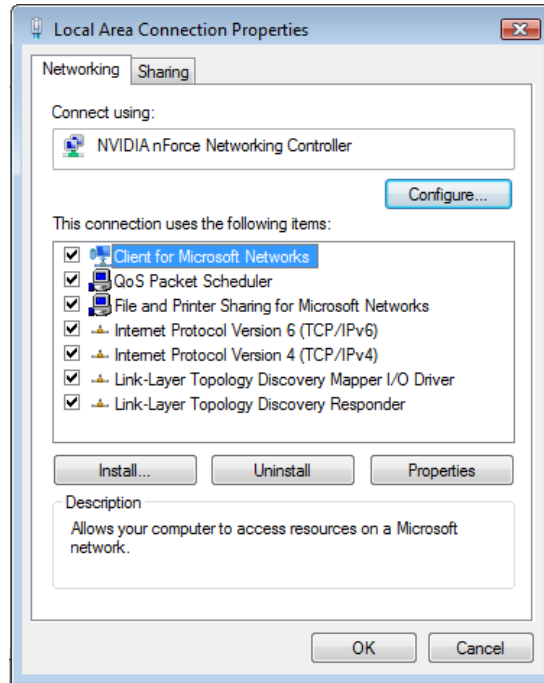 Local Area Connection Properties
Networking
Sharing
Connect using:
NVIDIA nForce Networking Controller
Configure...
This connection uses the following items:
Client for Microsoft Networks
QoS Packet Scheduler
File and Printer Sharing for Microsoft Networks
Internet Protocol Version 6 (TCP/IPv6)
Internet Protocol Version 4 (TCP/IPv4)
Link-Layer Topology Discovery Mapper I/O Driver
Link-Layer Topology Discovery Responder
Install...
Uninstall
Properties
Description
Allows your computer to access resources on a Microsoft
network.
OK
Cancel